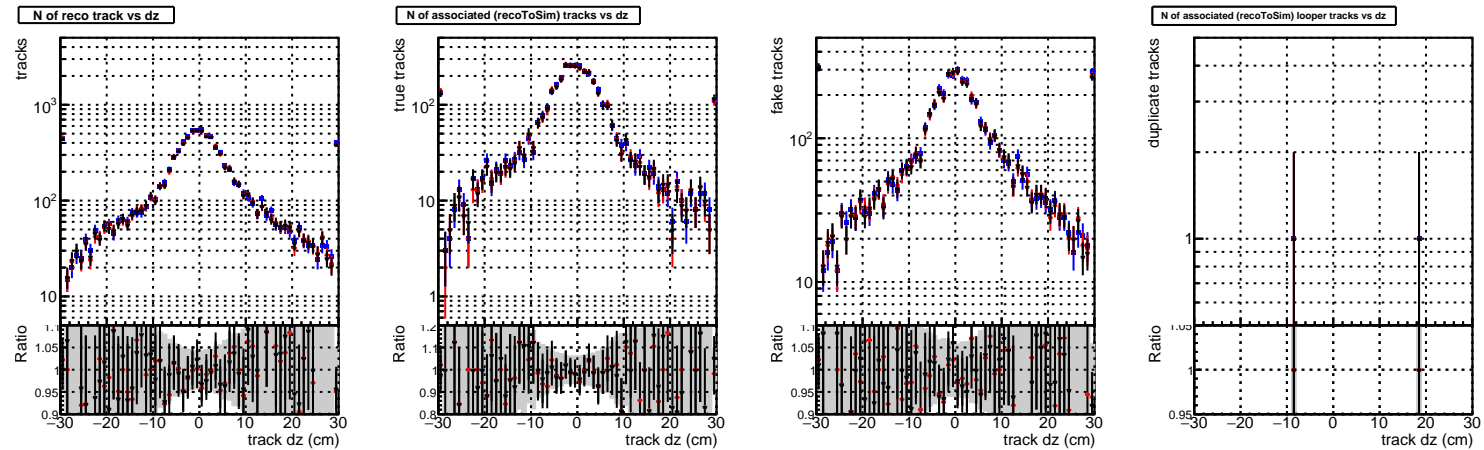 N of reco track vs dz
N of associated (recoToSim) tracks vs dz
N of associated (recoToSim) looper tracks vs dz
tracks
10³
10²
10
Ratio
1.05
1
0.95
0.9
−30 −20 −10 0 10 20 30
track dz (cm)
true tracks
10²
10
1
Ratio
1.2
1.1
1.0
0.9
0.8
−30 −20 −10 0 10 20 30
track dz (cm)
fake tracks
10²
10
Ratio
1.05
1
0.95
0.9
−30 −20 −10 0 10 20 30
track dz (cm)
duplicate tracks
1
Ratio
1.05
1
0.95
−30 −20 −10 0 10 20 30
track dz (cm)